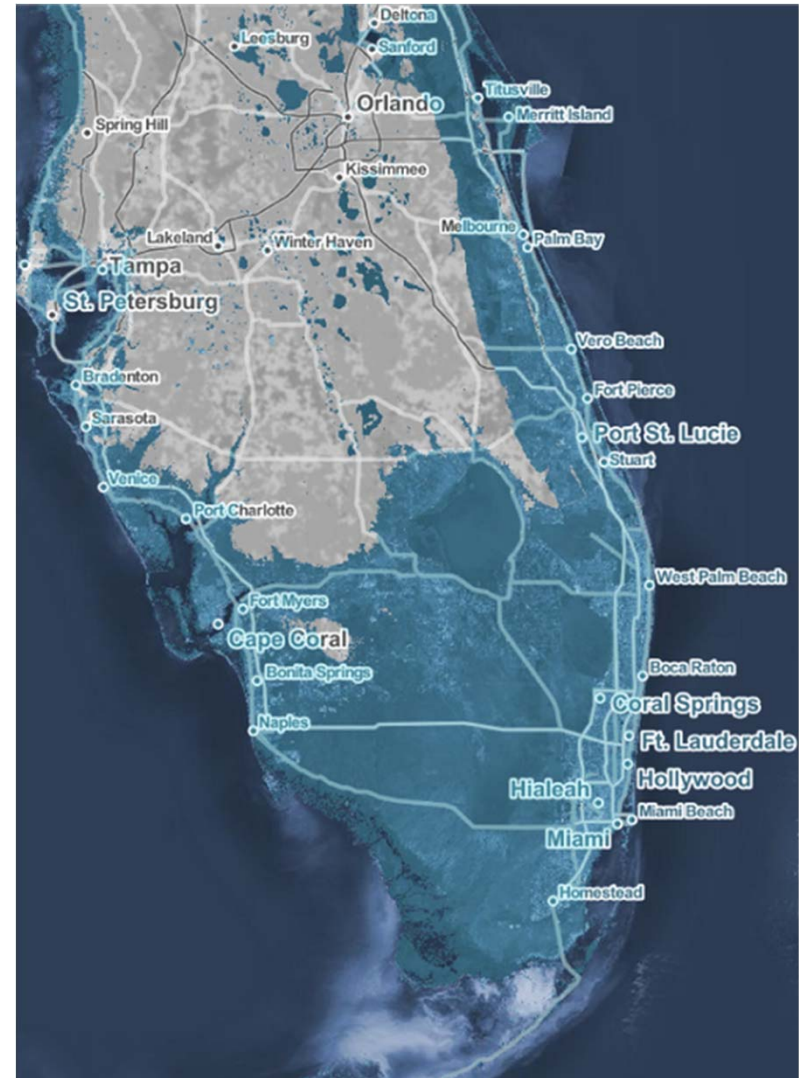 Deltona
Leesburg
Sanford
Titusville
Orlando
Merritt Island
Spring Hill
Kissimmee
Melbourne
Lakeland
Winter Haven
Palm Bay
Tampa
St. Petersburg
Vero Beach
Bradenton
Fort Pierce
Sarasota
Port St. Lucie
Stuart
Venice
Port Charlotte
West Palm Beach
Fort Myers
Cape Coral
Boca Raton
Bonita Springs
Coral Springs
Naples
Ft. Lauderdale
Hollywood
Hialeah
Miami Beach
Miami
Homestead